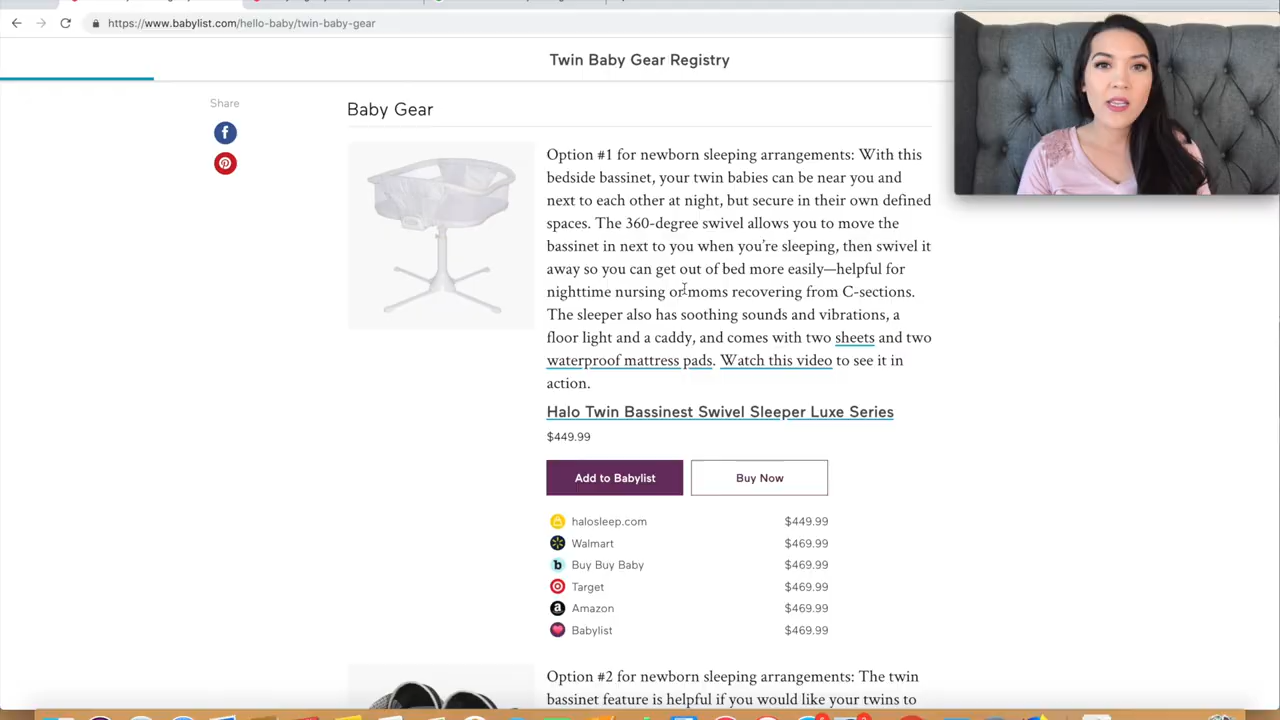 https://www.babylist.com/hello-baby/twin-baby-gear
Twin Baby Gear Registry
Share
Baby Gear
Option #1 for newborn sleeping arrangements: With this
bedside bassinet, your twin babies can be near you and
next to each other at night, but secure in their own defined
spaces. The 360-degree swivel allows you to move the
bassinet in next to you when you’re sleeping, then swivel it
away so you can get out of bed more easily—helpful for
nighttime nursing or moms recovering from C-sections.
The sleeper also has soothing sounds and vibrations, a
floor light and a caddy, and comes with two sheets and two
waterproof mattress pads. Watch this video to see it in
action.
Halo Twin Bassinest Swivel Sleeper Luxe Series
$449.99
Add to Babylist
Buy Now
halosleep.com $449.99
Walmart $469.99
b Buy Buy Baby $469.99
Target $469.99
a Amazon $469.99
Babylist $469.99
Option #2 for newborn sleeping arrangements: The twin
bassinet feature is helpful if you would like your twins to